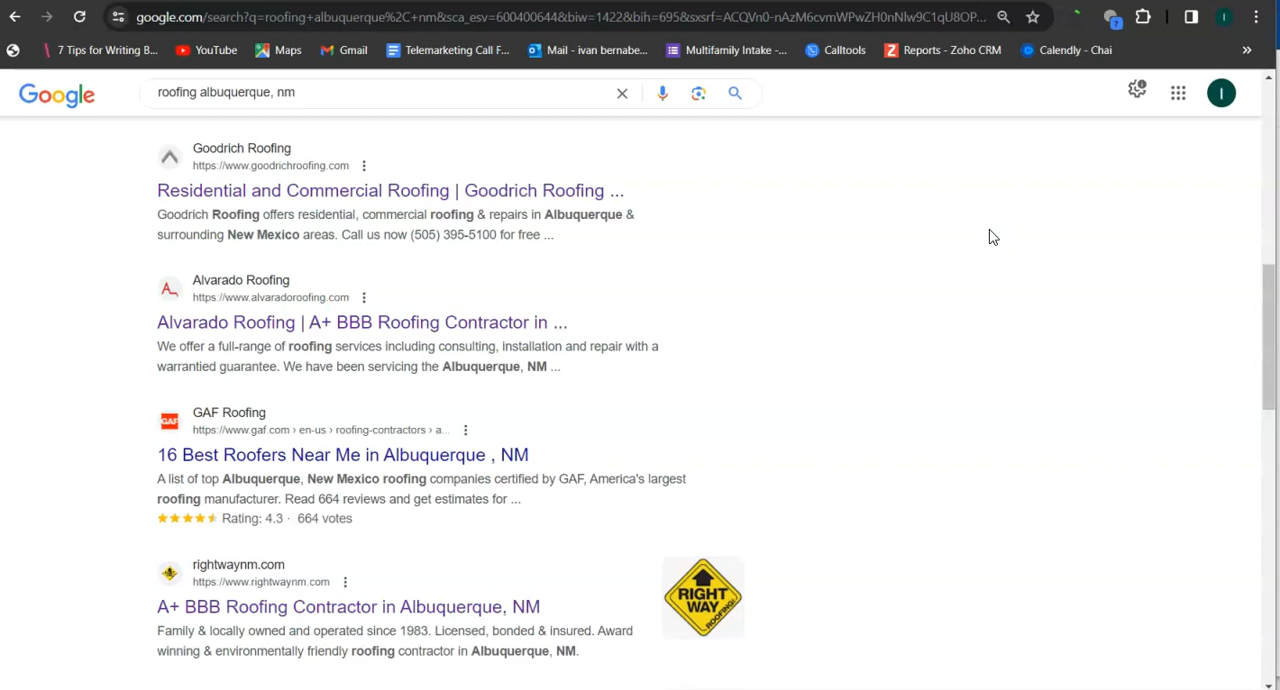 google.com/search?q=roofing+albuquerque%2C+nm&sca_esv=600400644&biw=1422&bih=695&sxsrf=ACQVn0-nAzM6cvmWPwZH0nNlw9C1qU8OP...
7 Tips for Writing B... YouTube Maps Gmail Telemarketing Call F... Mail - ivan bernabe... Multifamily Intake -... Calltools Reports - Zoho CRM Calendly - Chai »
Google roofing albuquerque, nm I
Goodrich Roofing
https://www.goodrichroofing.com
Residential and Commercial Roofing | Goodrich Roofing ...
Goodrich Roofing offers residential, commercial roofing & repairs in Albuquerque &
surrounding New Mexico areas. Call us now (505) 395-5100 for free ...
Alvarado Roofing
https://www.alvaradoroofing.com
Alvarado Roofing | A+ BBB Roofing Contractor in ...
We offer a full-range of roofing services including consulting, installation and repair with a
warrantied guarantee. We have been servicing the Albuquerque, NM ...
GAF Roofing
GAF
https://www.gaf.com › en-us › roofing-contractors › a...
16 Best Roofers Near Me in Albuquerque , NM
A list of top Albuquerque, New Mexico roofing companies certified by GAF, America's largest
roofing manufacturer. Read 664 reviews and get estimates for ...
Rating: 4.3 · 664 votes
rightwaynm.com
https://www.rightwaynm.com
A+ BBB Roofing Contractor in Albuquerque, NM
Family & locally owned and operated since 1983. Licensed, bonded & insured. Award
winning & environmentally friendly roofing contractor in Albuquerque, NM.
RIGHT
WAY
ROOFING